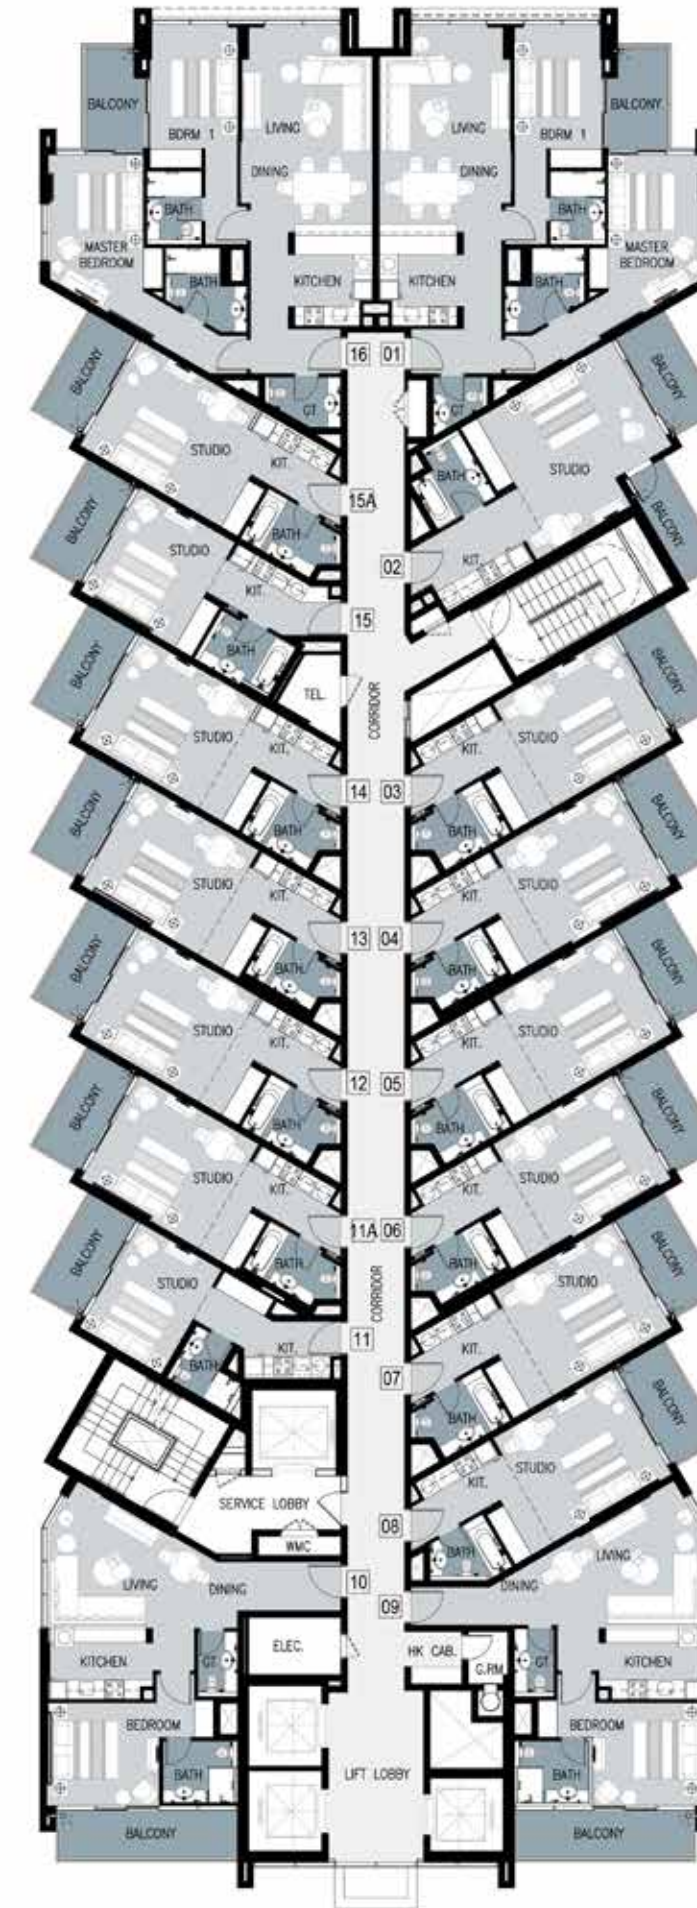 BALCONY
BDRM 1
LIVING
LIVING
BDRM 1
BALCONY
DINING
DINING
BATH
BATH
MASTER
BEDROOM
MASTER
BEDROOM
BATH
KITCHEN
KITCHEN
BATH
16
01
BALCONY
BALCONY
GT
GT
STUDIO
KIT.
STUDIO
BATH
15A
BALCONY
BATH
BALCONY
STUDIO
02
KIT.
KIT.
15
BATH
BALCONY
TEL.
CORRIDOR
BALCONY
STUDIO
KIT.
KIT.
STUDIO
14
03
BALCONY
BATH
BATH
BALCONY
STUDIO
KIT.
KIT.
STUDIO
13
04
BALCONY
BATH
BATH
BALCONY
STUDIO
KIT.
KIT.
STUDIO
12
05
BALCONY
BATH
BATH
BALCONY
STUDIO
KIT.
KIT.
STUDIO
11A
06
BALCONY
BATH
BATH
BALCONY
STUDIO
CORRIDOR
STUDIO
11
KIT.
KIT.
BATH
07
BALCONY
BATH
STUDIO
KIT.
SERVICE LOBBY
08
WMC
BATH
LIVING
DINING
10
DINING
LIVING
09
ELEC.
HK CAB.
G.RM
KITCHEN
GT
GT
KITCHEN
BEDROOM
BEDROOM
BATH
LIFT LOBBY
BATH
BALCONY
BALCONY